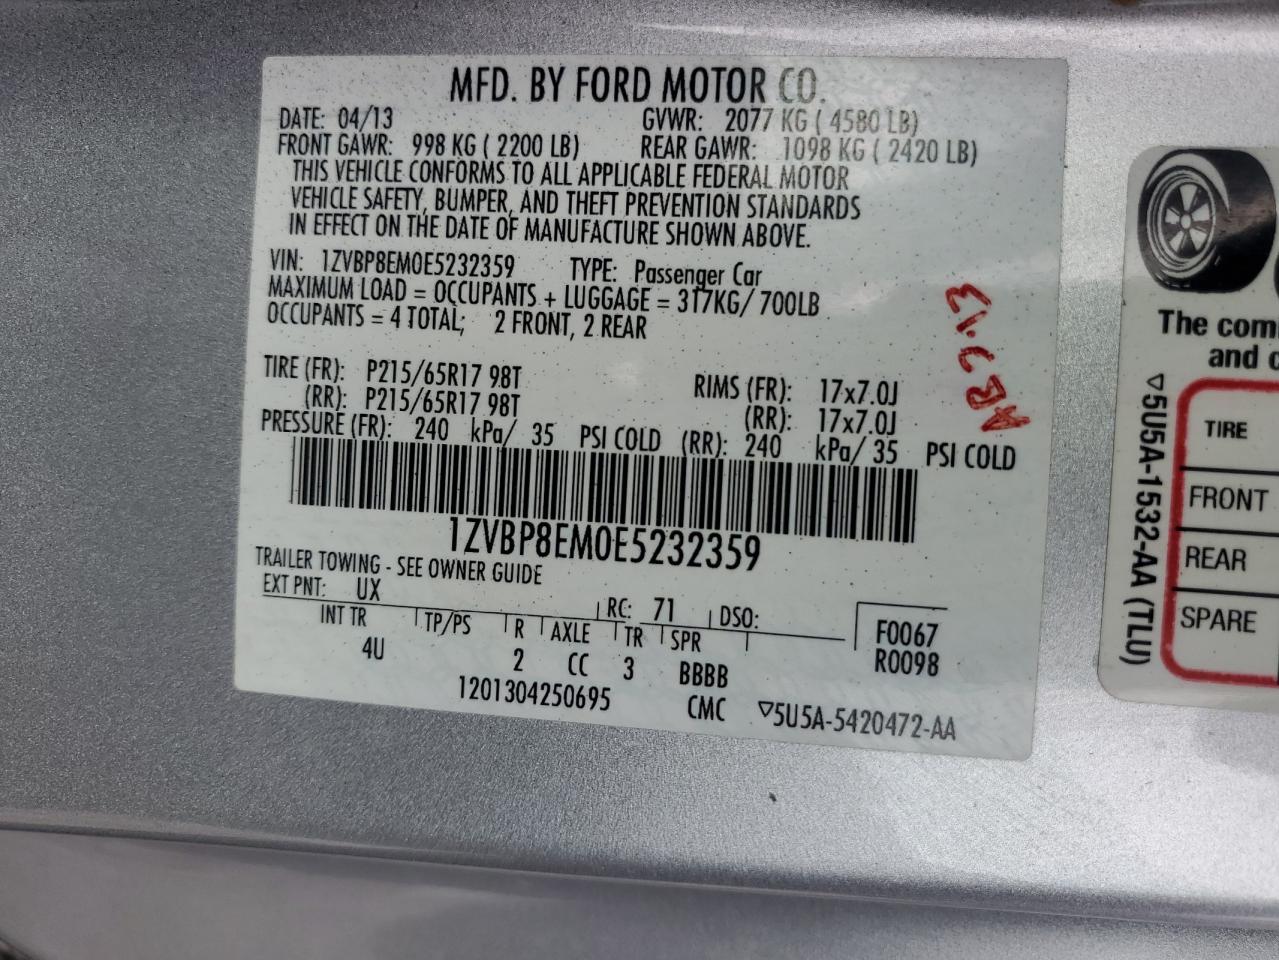 MFD. BY FORD MOTOR CO.
DATE: 04/13 GVWR: 2077 KG ( 4580 LB)
FRONT GAWR: 998 KG ( 2200 LB) REAR GAWR: 1098 KG ( 2420 LB)
THIS VEHICLE CONFORMS TO ALL APPLICABLE FEDERAL MOTOR
VEHICLE SAFETY, BUMPER, AND THEFT PREVENTION STANDARDS
IN EFFECT ON THE DATE OF MANUFACTURE SHOWN ABOVE.
VIN: 1ZVBP8EM0E5232359 TYPE: Passenger Car
MAXIMUM LOAD = OCCUPANTS + LUGGAGE = 317KG/ 700LB
OCCUPANTS = 4 TOTAL; 2 FRONT, 2 REAR
TIRE (FR): P215/65R17 98T RIMS (FR): 17x7.0J
(RR): P215/65R17 98T (RR): 17x7.0J
PRESSURE (FR): 240 kPa/ 35 PSI COLD (RR): 240 kPa/ 35 PSI COLD
1ZVBP8EM0E5232359
TRAILER TOWING - SEE OWNER GUIDE
EXT PNT: UX RC: 71 DSO:
INT TR TP/PS R AXLE TR SPR F0067
4U 2 CC 3 BBBB R0098
1201304250695 CMC ▽5U5A-5420472-AA
The com
and
▽5U5A-1532-AA (TLU)
TIRE
FRONT
REAR
SPARE